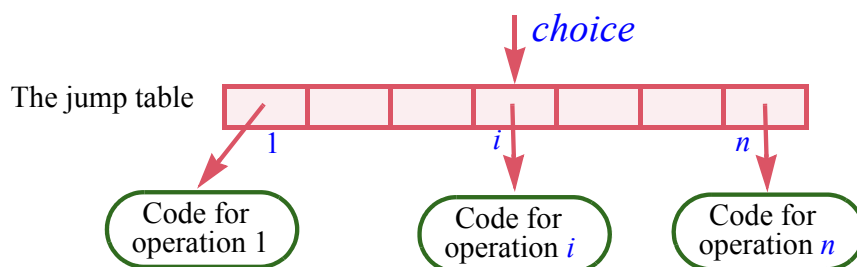 choice
The jump table
1
i
n
Code for
operation 1
Code for
operation i
Code for
operation n